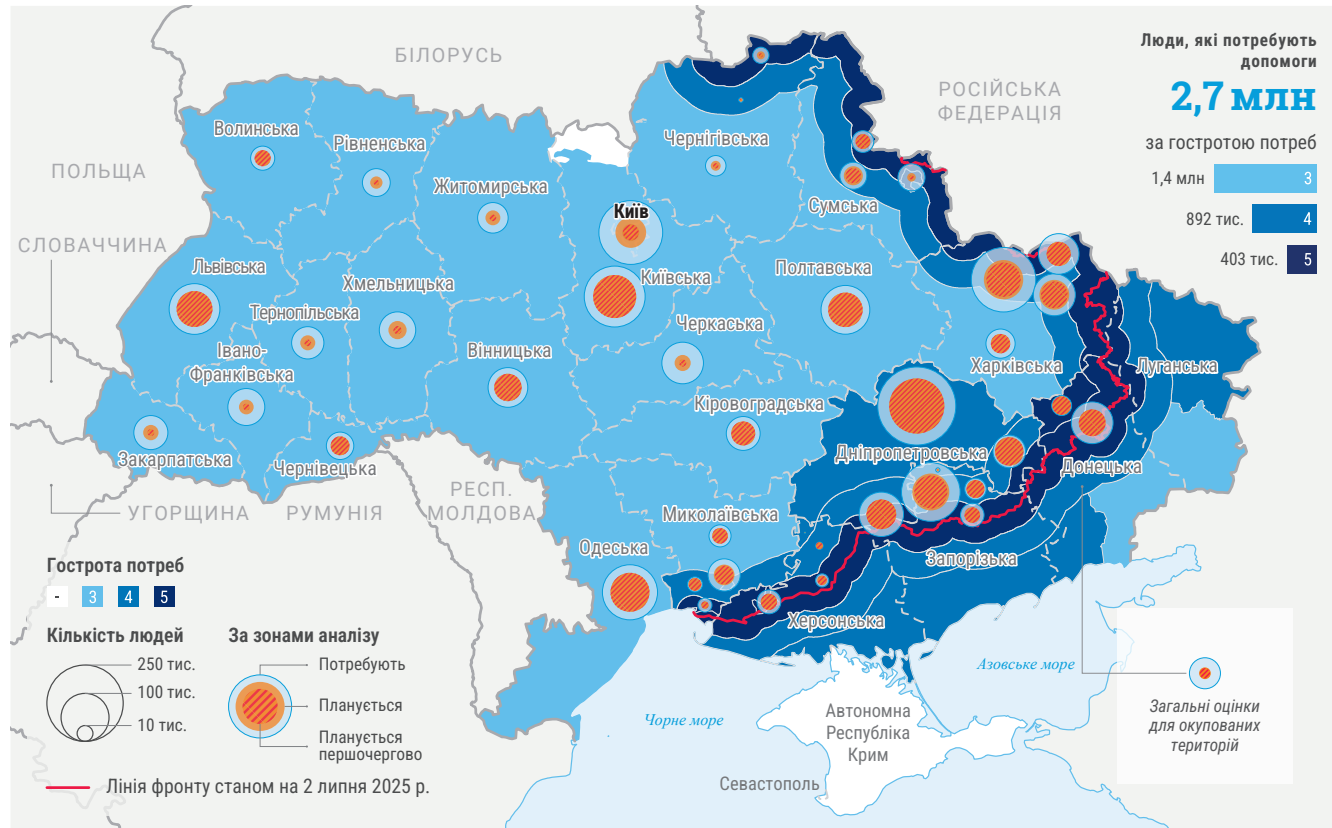 БІЛОРУСЬ
РОСІЙСЬКА
ФЕДЕРАЦІЯ
ПОЛЬЩА
СЛОВАЧЧИНА
УГОРЩИНА
РУМУНІЯ
РЕСП.
МОЛДОВА
Люди, які потребують
допомоги
2,7 млн
за гостротою потреб
1,4 млн 3
892 тис. 4
403 тис. 5
Волинська
Рівненська
Житомирська
Київ
Київська
Чернігівська
Сумська
Львівська
Тернопільська
Хмельницька
Івано-
Франківська
Закарпатська
Чернівецька
Вінницька
Черкаська
Полтавська
Харківська
Луганська
Кіровоградська
Дніпропетровська
Донецька
Миколаївська
Одеська
Запорізька
Херсонська
Азовське море
Чорне море
Автономна
Республіка
Крим
Севастополь
Загальні оцінки
для окупованих
територій
Гострота потреб
- 3 4 5
Кількість людей
250 тис.
100 тис.
10 тис.
За зонами аналізу
Потребують
Планується
Планується
першочергово
Лінія фронту станом на 2 липня 2025 р.